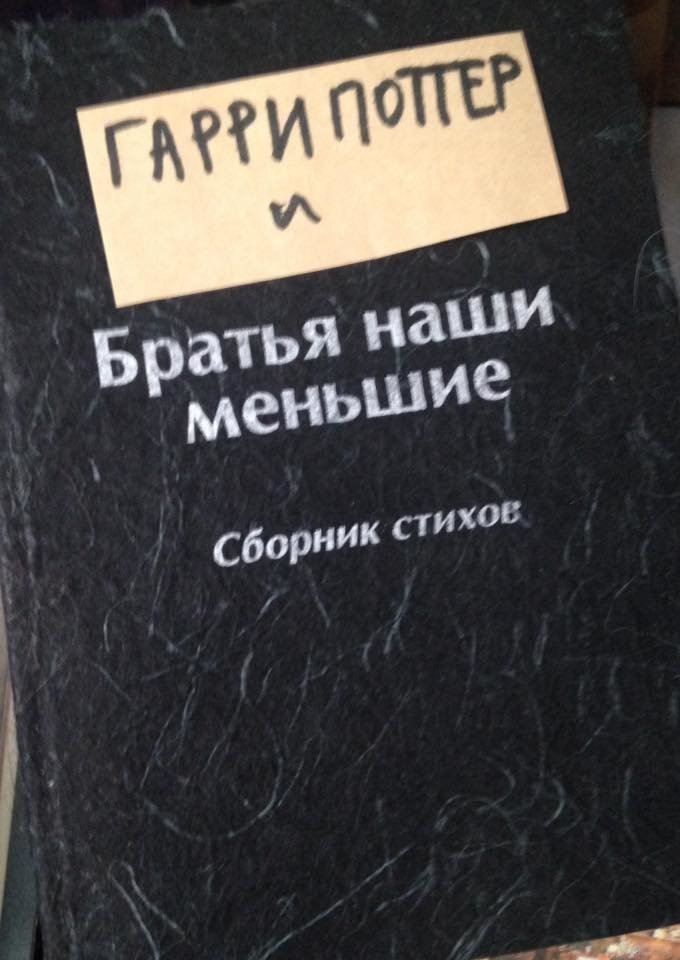 ГАРРИ ПОТТЕР
и
Братья наши
меньшие
Сборник стихов